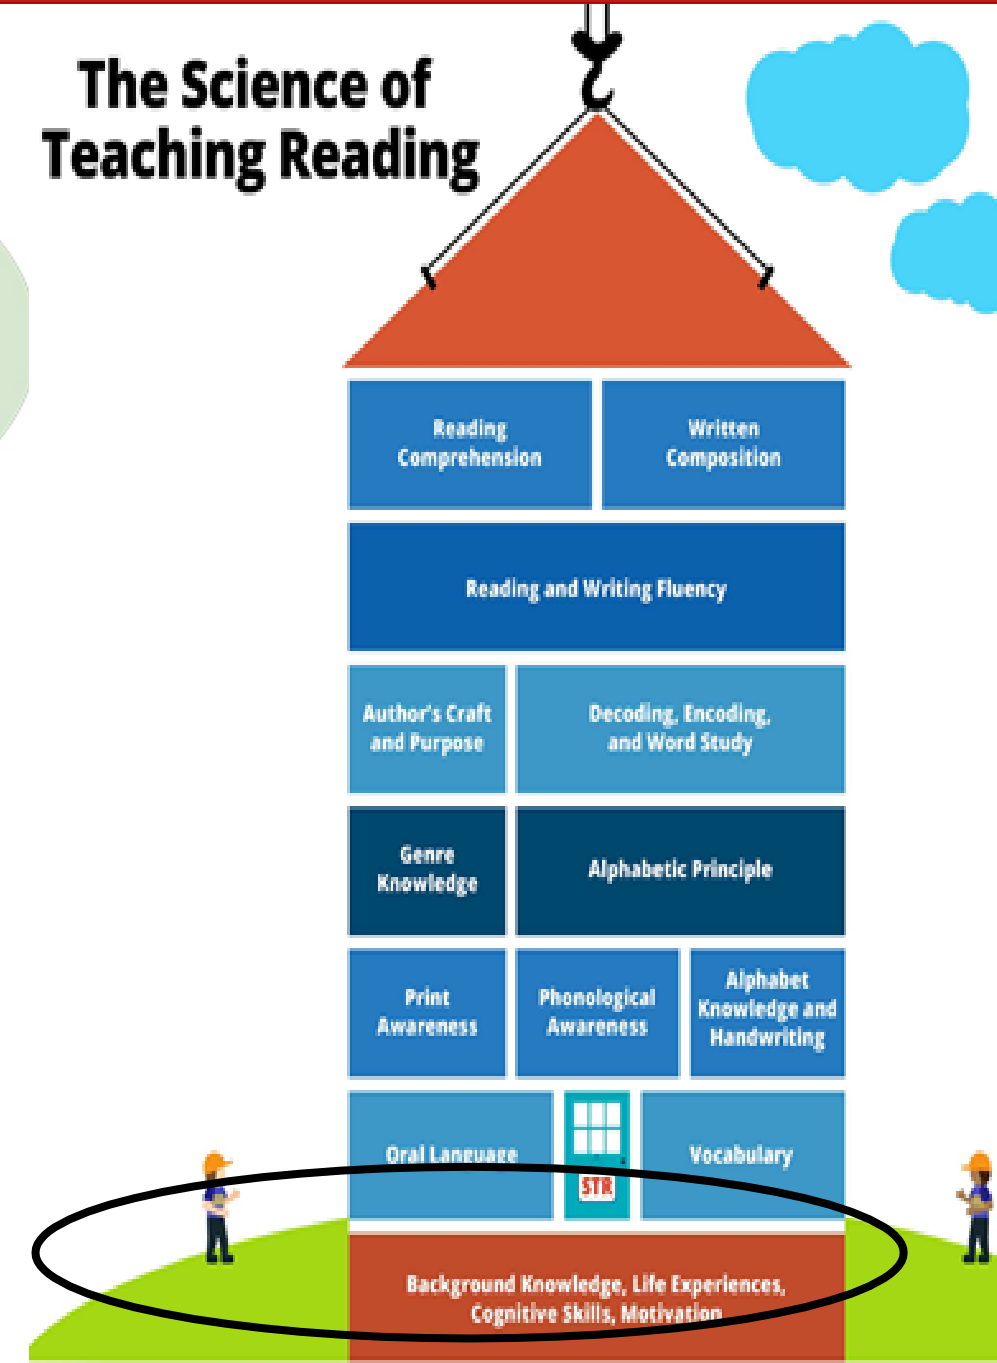 The Science of
Teaching Reading
Reading
Comprehension
Written
Composition
Reading and Writing Fluency
Author's Craft
and Purpose
Decoding, Encoding,
and Word Study
Genre
Knowledge
Alphabetic Principle
Print
Awareness
Phonological
Awareness
Alphabet
Knowledge and
Handwriting
Oral Language
STR
Vocabulary
Background Knowledge, Life Experiences,
Cognitive Skills, Motivation